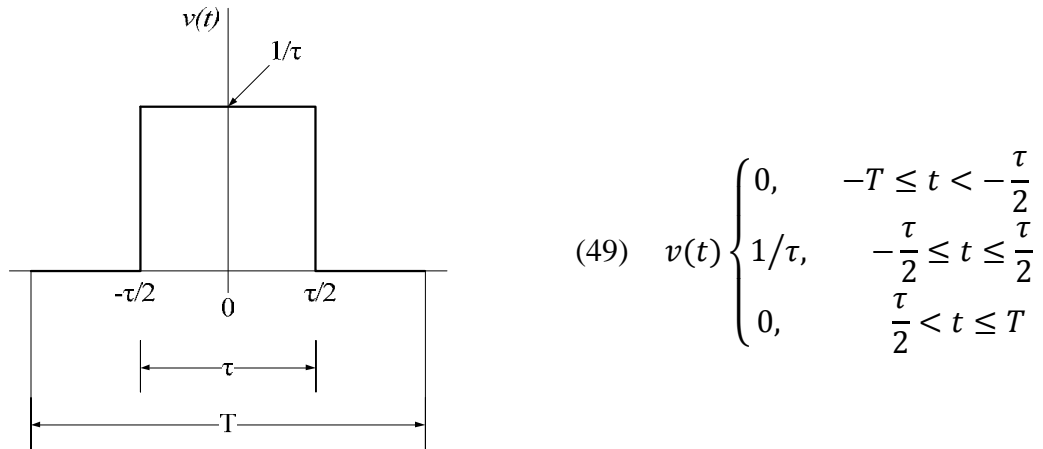 v(t)
1/τ
-τ/2 0 τ/2
τ
T
(49) v(t) { 0, −T ≤ t < −τ/2
1/τ, −τ/2 ≤ t ≤ τ/2
0, τ/2 < t ≤ T